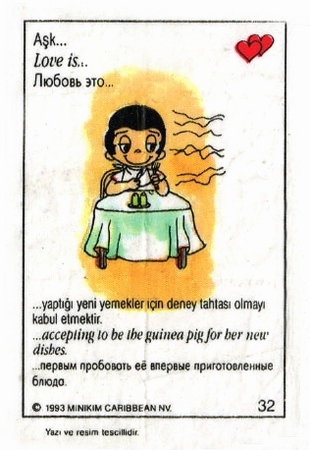 Aşk...
Love is...
Любовь это...
...yaptığı yeni yemekler için deney tahtası olmayı
kabul etmektir.
...accepting to be the guinea pig for her new
dishes.
...первым пробовоть её впервые приготовленные
блюдо.
© 1993 MINIKIM CARIBBEAN NV. 32
Yazı ve resim tescillidir.